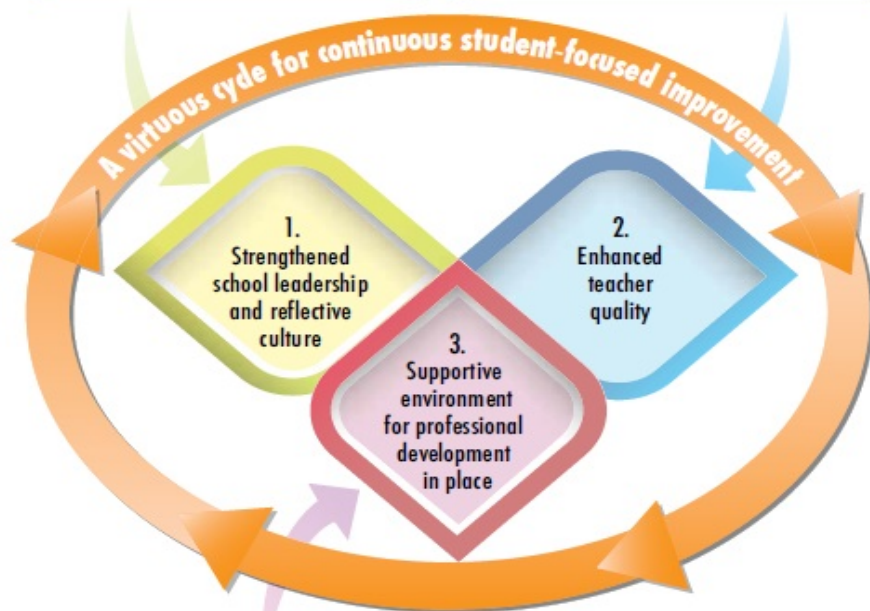 A virtuous cycle for continuous student-focused improvement
1.
Strengthened
school leadership
and reflective
culture
2.
Enhanced
teacher
quality
3.
Supportive
environment
for professional
development
in place